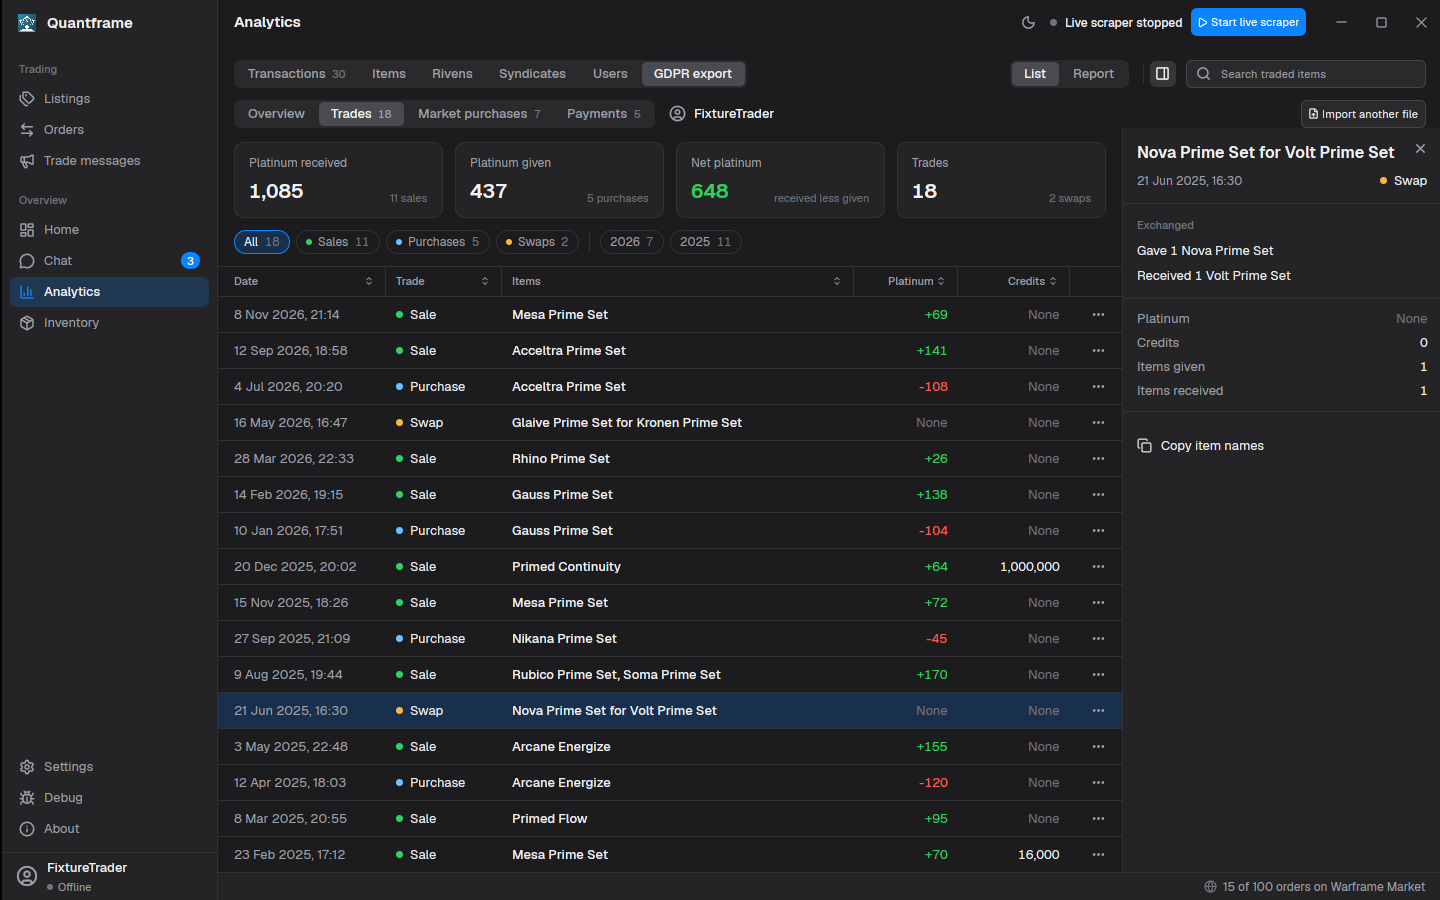 Quantframe
Trading
Listings
Orders
Trade messages
Overview
Home
Chat 3
Analytics
Inventory
Settings
Debug
About
FixtureTrader
Offline
Analytics
Live scraper stopped
Start live scraper
Transactions 30 Items Rivens Syndicates Users GDPR export
List Report
Search traded items
Overview Trades 18 Market purchases 7 Payments 5 FixtureTrader
Import another file
Platinum received
1,085 11 sales
Platinum given
437 5 purchases
Net platinum
648 received less given
Trades
18 2 swaps
All 18 Sales 11 Purchases 5 Swaps 2 2026 7 2025 11
Date Trade Items Platinum Credits
8 Nov 2026, 21:14 Sale Mesa Prime Set +69 None
12 Sep 2026, 18:58 Sale Acceltra Prime Set +141 None
4 Jul 2026, 20:20 Purchase Acceltra Prime Set -108 None
16 May 2026, 16:47 Swap Glaive Prime Set for Kronen Prime Set None None
28 Mar 2026, 22:33 Sale Rhino Prime Set +26 None
14 Feb 2026, 19:15 Sale Gauss Prime Set +138 None
10 Jan 2026, 17:51 Purchase Gauss Prime Set -104 None
20 Dec 2025, 20:02 Sale Primed Continuity +64 1,000,000
15 Nov 2025, 18:26 Sale Mesa Prime Set +72 None
27 Sep 2025, 21:09 Purchase Nikana Prime Set -45 None
9 Aug 2025, 19:44 Sale Rubico Prime Set, Soma Prime Set +170 None
21 Jun 2025, 16:30 Swap Nova Prime Set for Volt Prime Set None None
3 May 2025, 22:48 Sale Arcane Energize +155 None
12 Apr 2025, 18:03 Purchase Arcane Energize -120 None
8 Mar 2025, 20:55 Sale Primed Flow +95 None
23 Feb 2025, 17:12 Sale Mesa Prime Set +70 16,000
Nova Prime Set for Volt Prime Set
21 Jun 2025, 16:30 Swap
Exchanged
Gave 1 Nova Prime Set
Received 1 Volt Prime Set
Platinum None
Credits 0
Items given 1
Items received 1
Copy item names
15 of 100 orders on Warframe Market